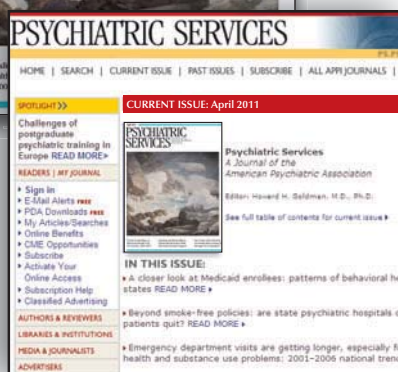 PSYCHIATRIC SERVICES
HOME | SEARCH | CURRENT ISSUE | PAST ISSUES | SUBSCRIBE | ALL APPI JOURNALS |
SPOTLIGHT >>
Challenges of
postgraduate
psychiatric training in
Europe READ MORE>
READERS | MY JOURNAL
Sign in
E-Mail Alerts FREE
PDA Downloads FREE
My Articles/Searches
Online Benefits
CME Opportunities
Subscribe
Activate Your
Online Access
Subscription Help
Classified Advertising
AUTHORS & REVIEWERS
LIBRARIES & INSTITUTIONS
MEDIA & JOURNALISTS
ADVERTISERS
CURRENT ISSUE: April 2011
PSYCHIATRIC
SERVICES
Psychiatric Services
A Journal of the
American Psychiatric Association
Editor: Howard H. Goldman, M.D., Ph.D.
See full table of contents for current issue
IN THIS ISSUE:
A closer look at Medicaid enrollees: patterns of behavioral he
states READ MORE
Beyond smoke-free policies: are state psychiatric hospitals
patients quit? READ MORE
Emergency department visits are getting longer, especially f
health and substance use problems: 2001-2006 national tren